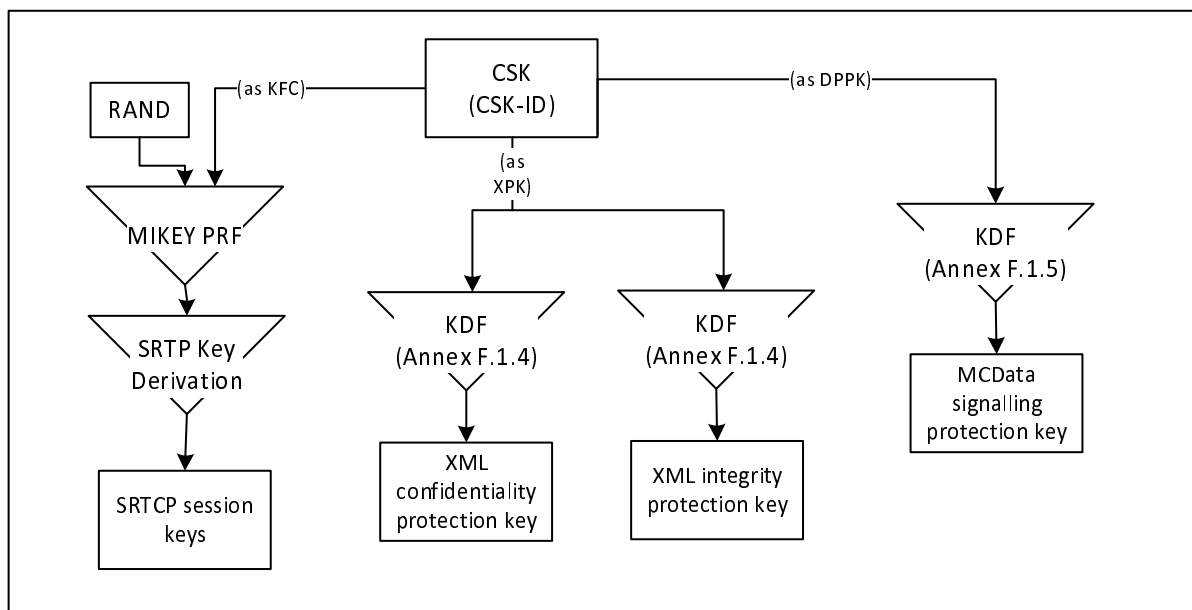 CSK
(CSK-ID)
(as KFC)
(as DPPK)
RAND
(as
XPK)
MIKEY PRF
KDF
(Annex F.1.5)
KDF
(Annex F.1.4)
KDF
(Annex F.1.4)
SRTP Key
Derivation
MCData
signalling
protection key
XML
confidentiality
protection key
XML integrity
protection key
SRTCP session
keys